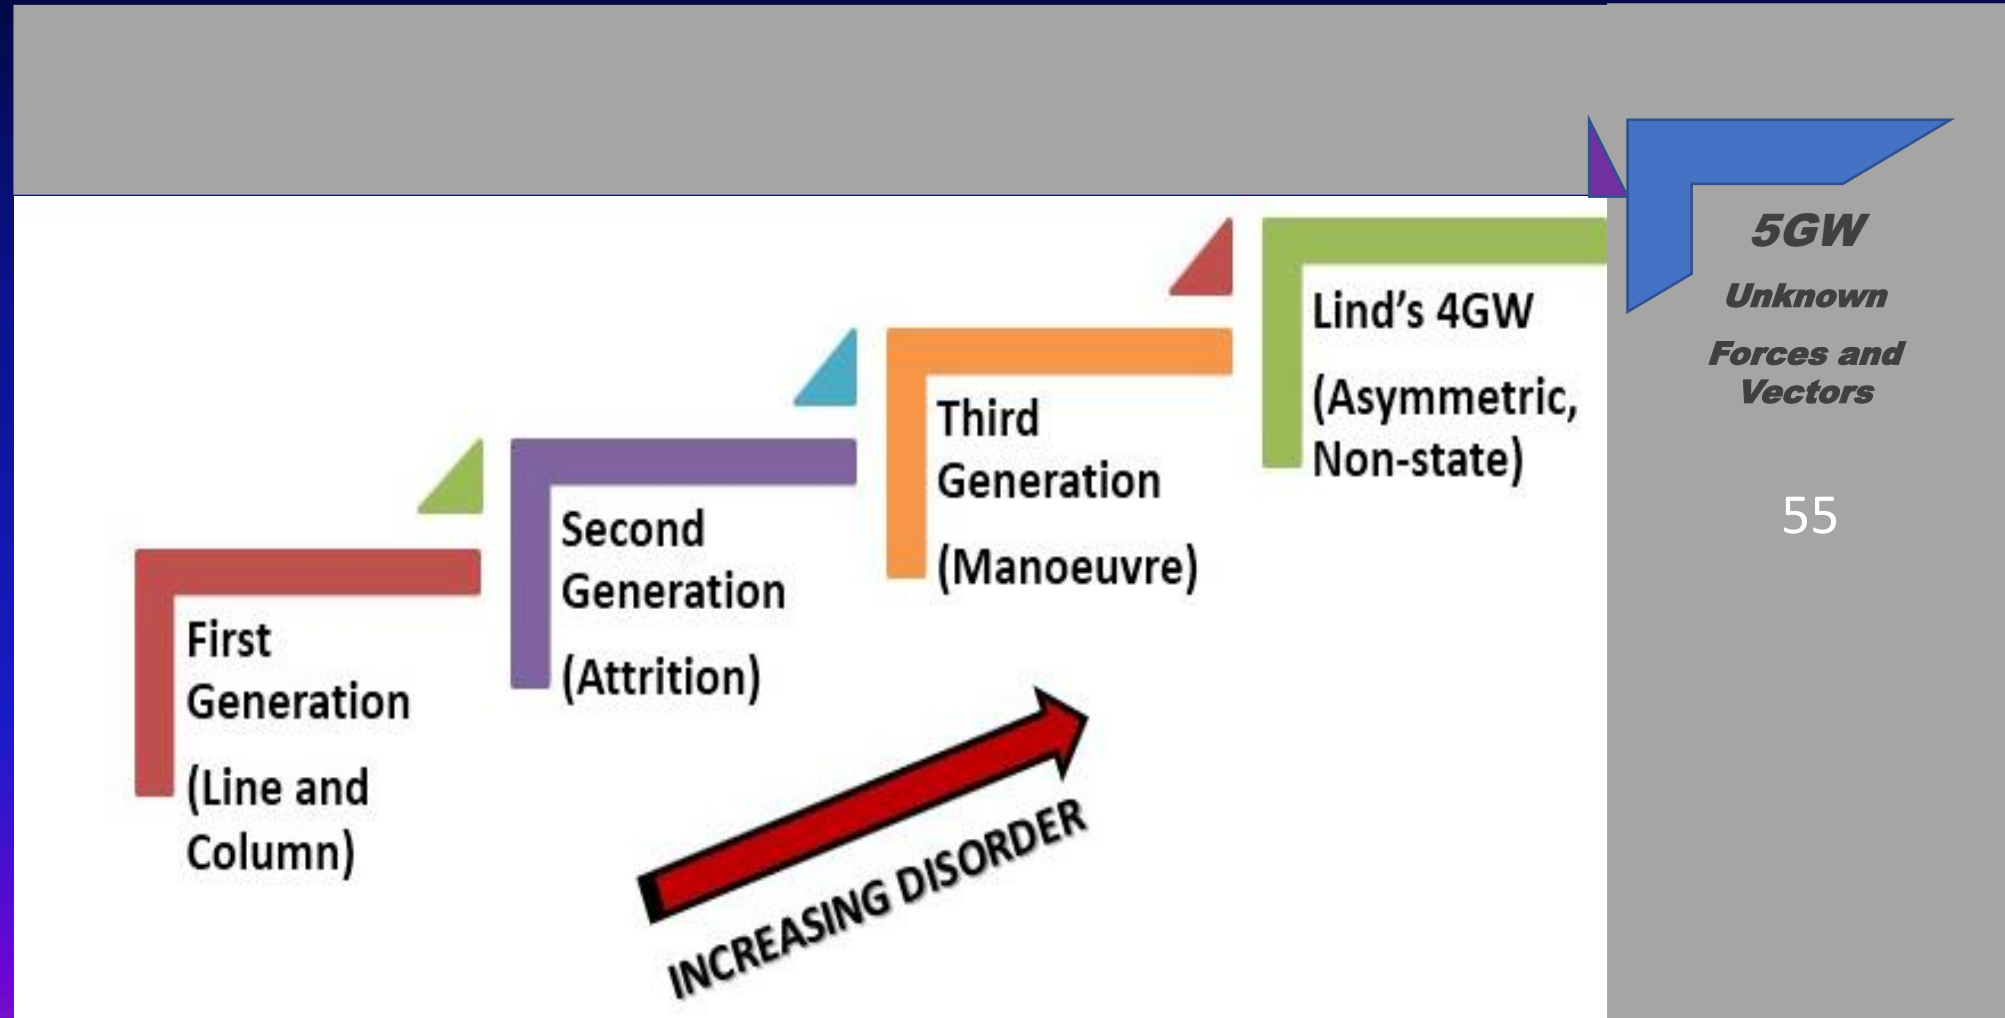 First
Generation
(Line and
Column)
Second
Generation
(Attrition)
Third
Generation
(Manoeuvre)
Lind’s 4GW
(Asymmetric,
Non-state)
5GW
Unknown
Forces and
Vectors
55
INCREASING DISORDER